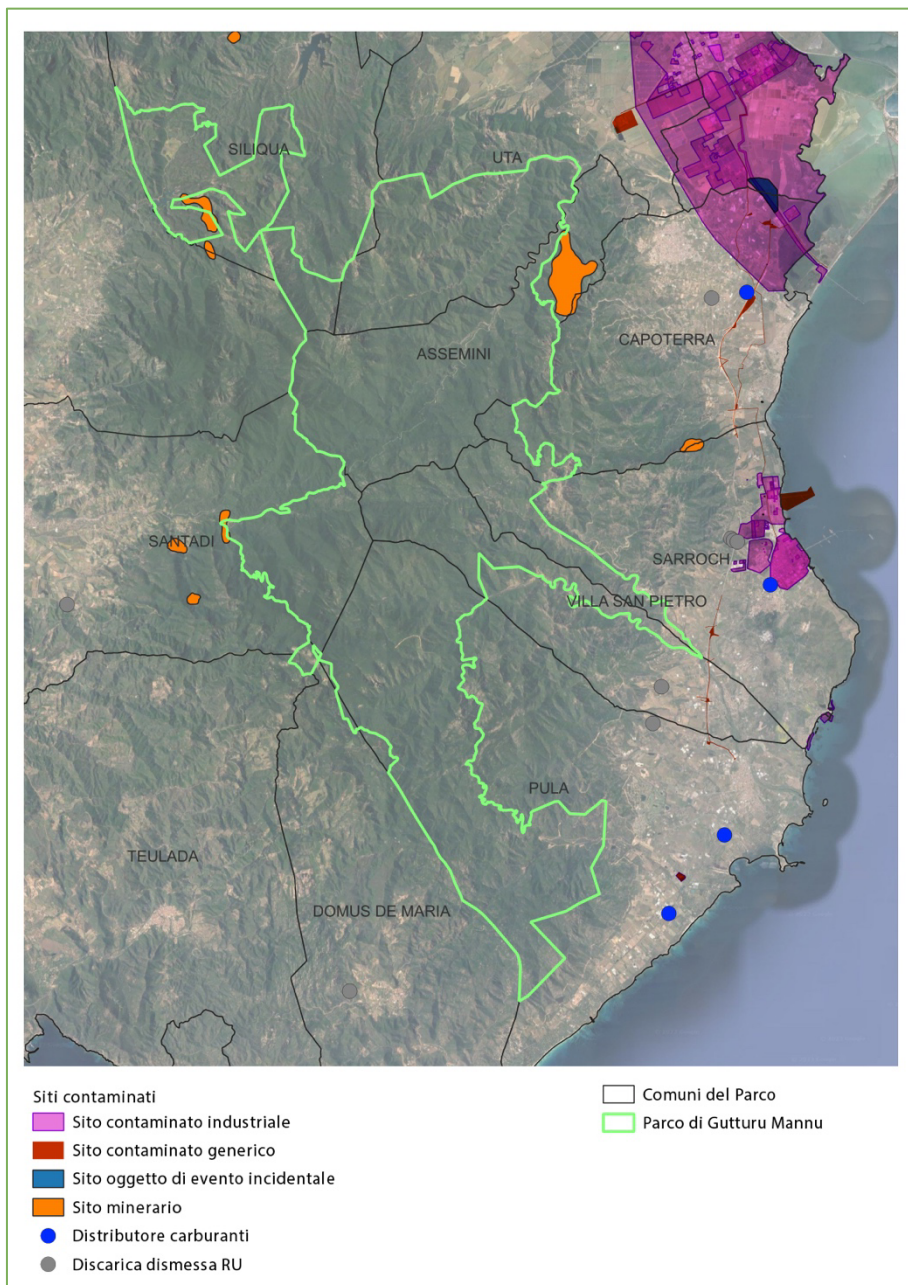 SILIQUA
UTA
CAPOTERRA
ASSEMINI
SANTADI
SARROCH
VILLA SAN PIETRO
PULA
TEULADA
DOMUS DE MARIA
Siti contaminati
Sito contaminato industriale
Sito contaminato generico
Sito oggetto di evento incidentale
Sito minerario
Distributore carburanti
Discarica dismessa RU
Comuni del Parco
Parco di Gutturu Mannu